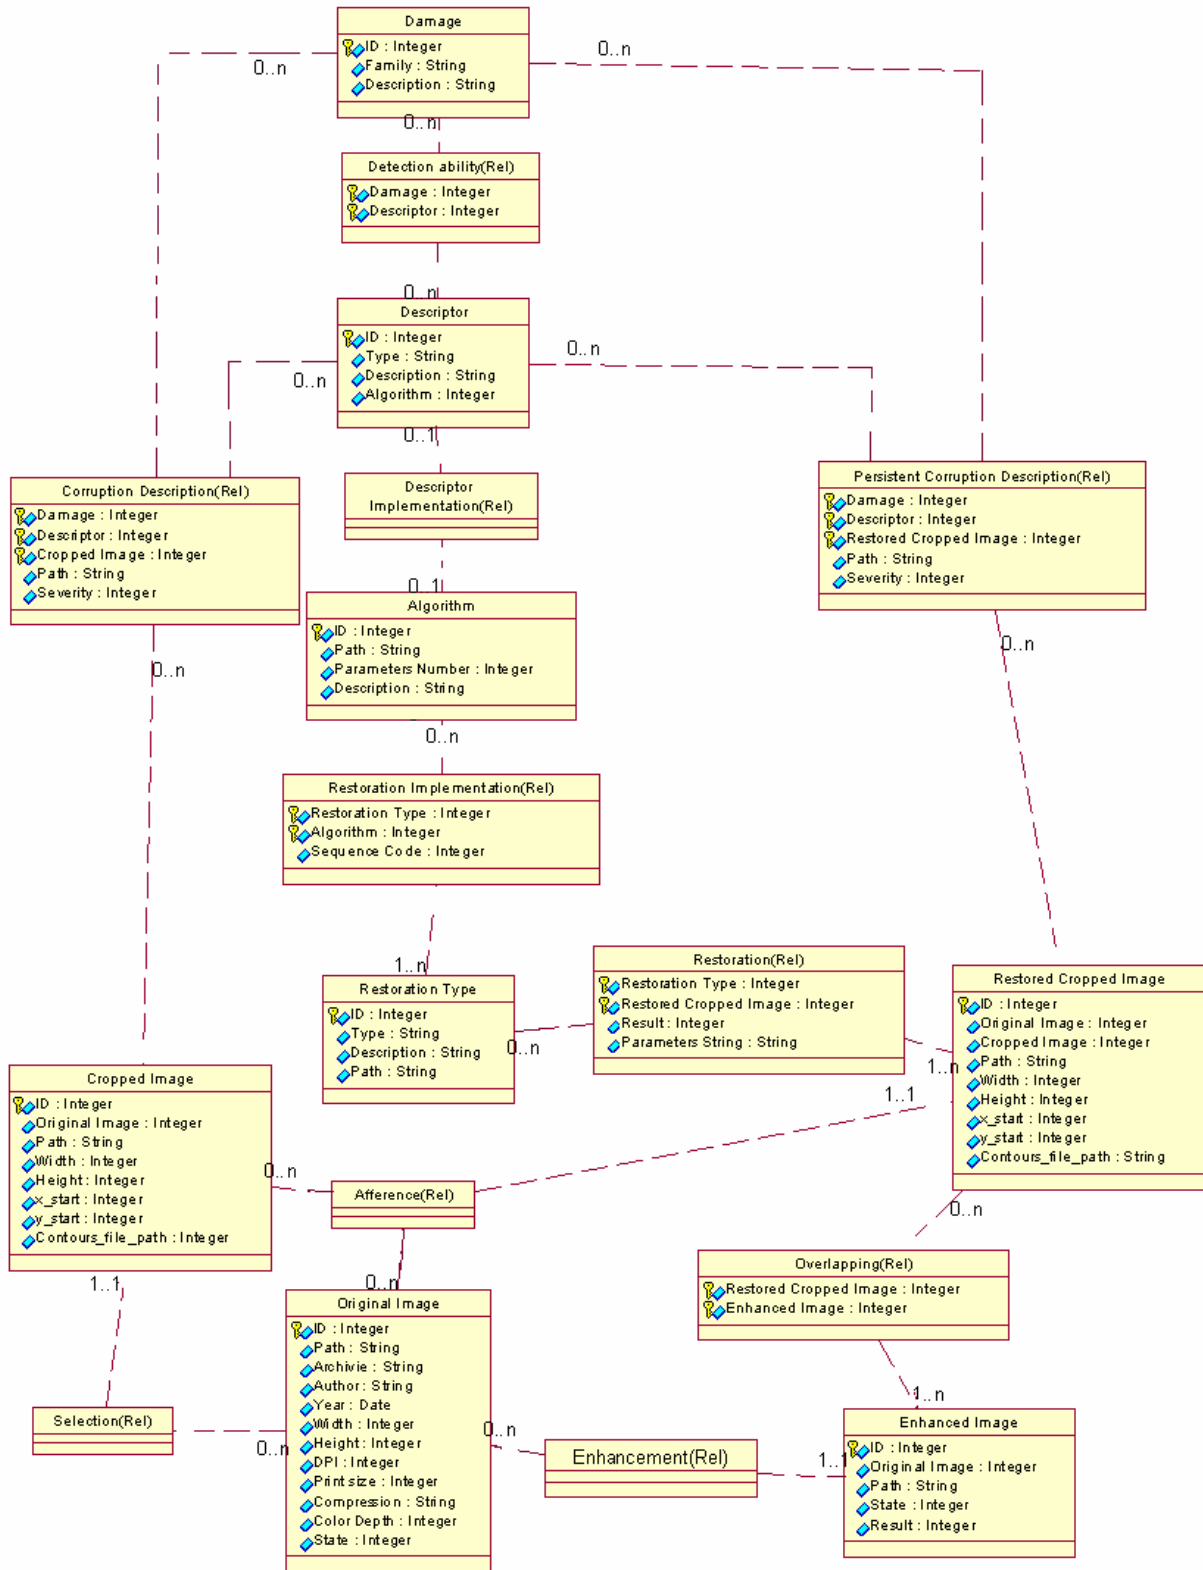 Damage
ID : Integer
Family : String
Description : String
0..n
0..n
0..n
Detection ability(Rel)
Damage : Integer
Descriptor : Integer
0..n
Descriptor
ID : Integer
Type : String
Description : String
Algorithm : Integer
0..n
0..n
0..1
Corruption Description(Rel)
Damage : Integer
Descriptor : Integer
Cropped Image : Integer
Path : String
Severity : Integer
0..n
Descriptor
Implementation(Rel)
0..1
Persistent Corruption Description(Rel)
Damage : Integer
Descriptor : Integer
Restored Cropped Image : Integer
Path : String
Severity : Integer
0..n
Algorithm
ID : Integer
Path : String
Parameters Number : Integer
Description : String
0..n
Restoration Implementation(Rel)
Restoration Type : Integer
Algorithm : Integer
Sequence Code : Integer
1..n
Restoration Type
ID : Integer
Type : String
Description : String
Path : String
0..n
Restoration(Rel)
Restoration Type : Integer
Restored Cropped Image : Integer
Result : Integer
Parameters String : String
1..n
1..1
Restored Cropped Image
ID : Integer
Original Image : Integer
Cropped Image : Integer
Path : String
Width : Integer
Height : Integer
x_start : Integer
y_start : Integer
Contours_file_path : String
0..n
Cropped Image
ID : Integer
Original Image : Integer
Path : String
Width : Integer
Height : Integer
x_start : Integer
y_start : Integer
Contours_file_path : Integer
0..n
1..1
Afference(Rel)
0..n
Overlapping(Rel)
Restored Cropped Image : Integer
Enhanced Image : Integer
1..n
Original Image
ID : Integer
Path : String
Archivie : String
Author : String
Year : Date
Width : Integer
Height : Integer
DPI : Integer
Printsize : Integer
Compression : String
Color Depth : Integer
State : Integer
Selection(Rel)
0..n
0..n
Enhancement(Rel)
1..1
Enhanced Image
ID : Integer
Original Image : Integer
Path : String
State : Integer
Result : Integer